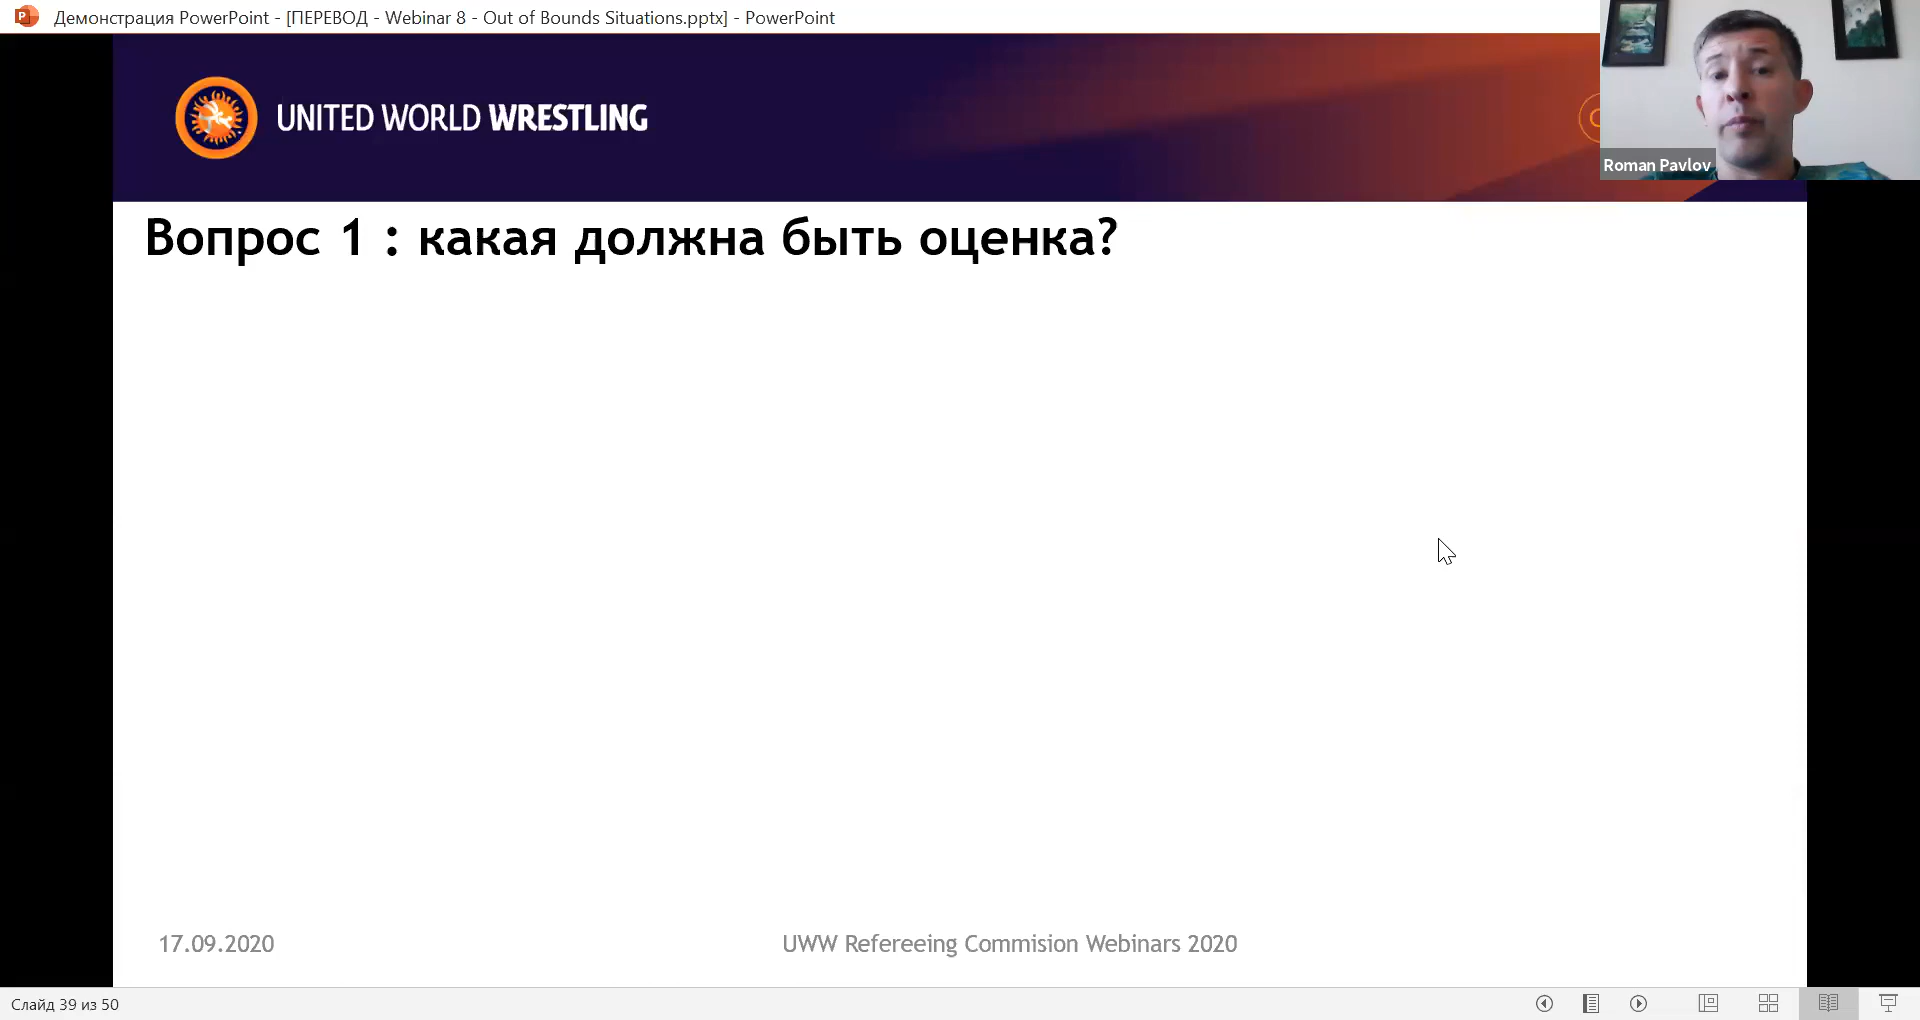 Демонстрация PowerPoint - [ПЕРЕВОД - Webinar 8 - Out of Bounds Situations.pptx] - PowerPoint
UNITED WORLD WRESTLING
Roman Pavlov
Вопрос 1 : какая должна быть оценка?
17.09.2020
UWW Refereeing Commision Webinars 2020
Слайд 39 из 50